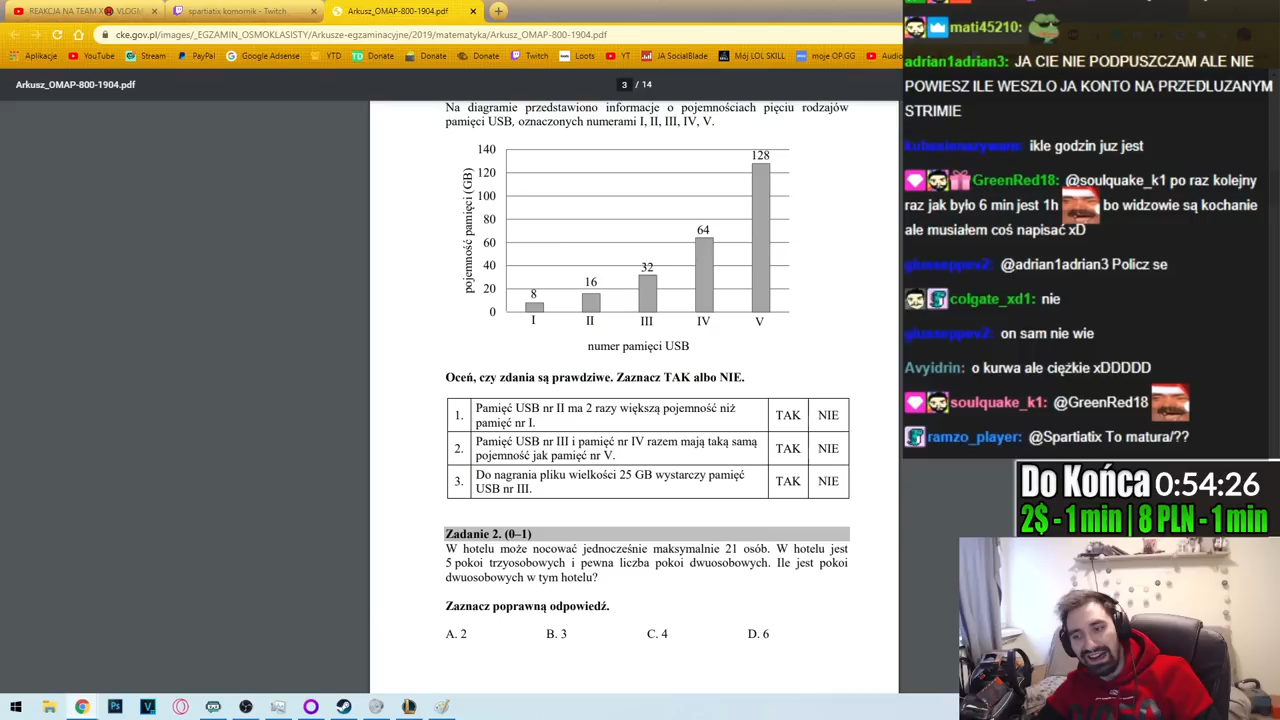 REAKCJA NA TEAM X
VLOGM
spartiatix komornik - Twitch
Arkusz_OMAP-800-1904.pdf
cke.gov.pl/images/_EGZAMIN_OSMOKLASISTY/Arkusze-egzaminacyjne/2019/matematyka/Arkusz_OMAP-800-1904.pdf
Aplikacje
YouTube
Stream
Paypal
Google Adsense
YTD
Donate
Donate
Donate
Twitch
Loots
YT
JA SocialBlade
Mój LOL SKILL
moje OP.GG
Audio
Arkusz_OMAP-800-1904.pdf
3 / 14
Na diagramie przedstawiono informacje o pojemnościach pięciu rodzajów
pamięci USB, oznaczonych numerami I, II, III, IV, V.
pojemność pamięci (GB)
140
120
100
80
60
40
20
0
8
16
32
64
128
I
II
III
IV
V
numer pamięci USB
Oceń, czy zdania są prawdziwe. Zaznacz TAK albo NIE.
1. Pamięć USB nr II ma 2 razy większą pojemność niż TAK NIE
pamięć nr I.
2. Pamięć USB nr III i pamięć nr IV razem mają taką samą TAK NIE
pojemność jak pamięć nr V.
3. Do nagrania pliku wielkości 25 GB wystarczy pamięć TAK NIE
USB nr III.
Zadanie 2. (0–1)
W hotelu może nocować jednocześnie maksymalnie 21 osób. W hotelu jest
5 pokoi trzyosobowych i pewna liczba pokoi dwuosobowych. Ile jest pokoi
dwuosobowych w tym hotelu?
Zaznacz poprawną odpowiedź.
A. 2 B. 3 C. 4 D. 6
mati45210:
adrian1adrian3: JA CIE NIE PODPUSZCZAM ALE NIE
POWIESZ ILE WESZLO JA KONTO NA PRZEDLUZANYM
STRIMIE
ikle godzin juz jest
GreenRed18: @soulquake_k1 po raz kolejny
raz jak było 6 min jest 1h bo widzowie są kochanie
ale musiałem coś napisać xD
@adrian1adrian3 Policz se
colgate_xd1: nie
on sam nie wie
Avyidrin: o kurwa ale ciężkie xDDDDD
soulquake_k1: @GreenRed18
ramzo_player: @Spartiatix To matura/??
Do Końca 0:54:26
2$ - 1 min | 8 PLN - 1 min